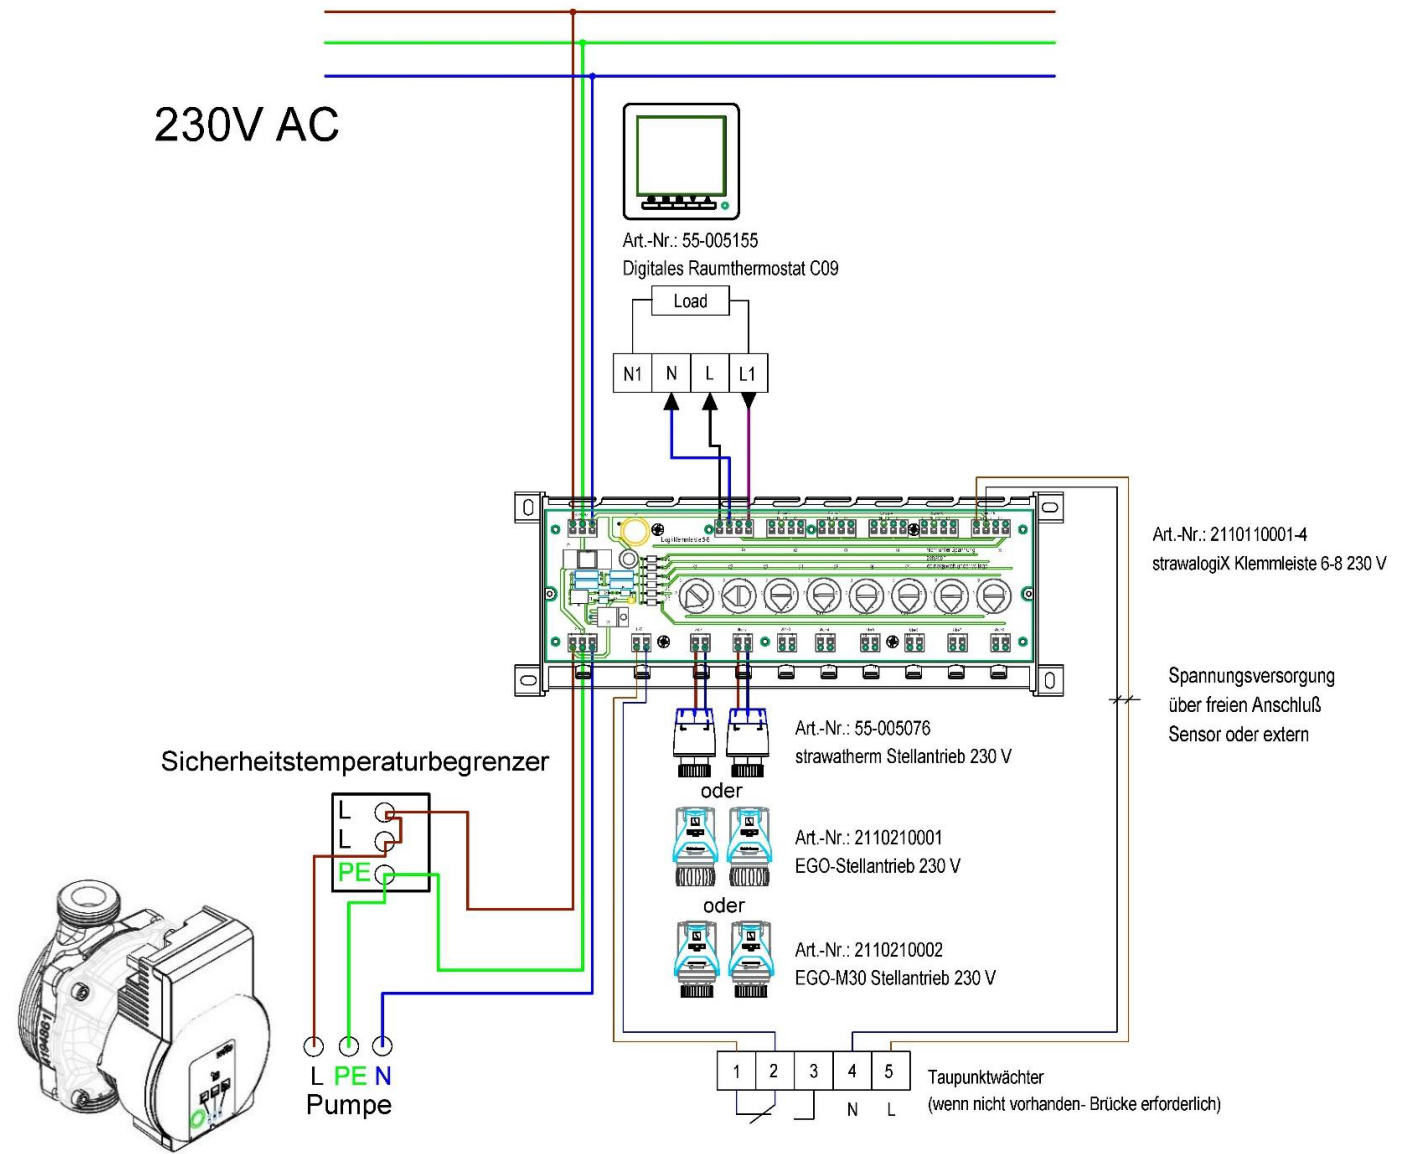 230V AC
Art.-Nr.: 55-005155
Digitales Raumthermostat C09
Load
N1 N L L1
Art.-Nr.: 2110110001-4
strawalogiX Klemmleiste 6-8 230 V
Spannungsversorgung
über freien Anschluß
Sensor oder extern
Art.-Nr.: 55-005076
strawatherm Stellantrieb 230 V
oder
Sicherheitstemperaturbegrenzer
L
L
PE
Art.-Nr.: 2110210001
EGO-Stellantrieb 230 V
oder
Art.-Nr.: 2110210002
EGO-M30 Stellantrieb 230 V
4194861
wilo
L PE N
Pumpe
1 2 3 4 5
N L
Taupunktwächter
(wenn nicht vorhanden- Brücke erforderlich)